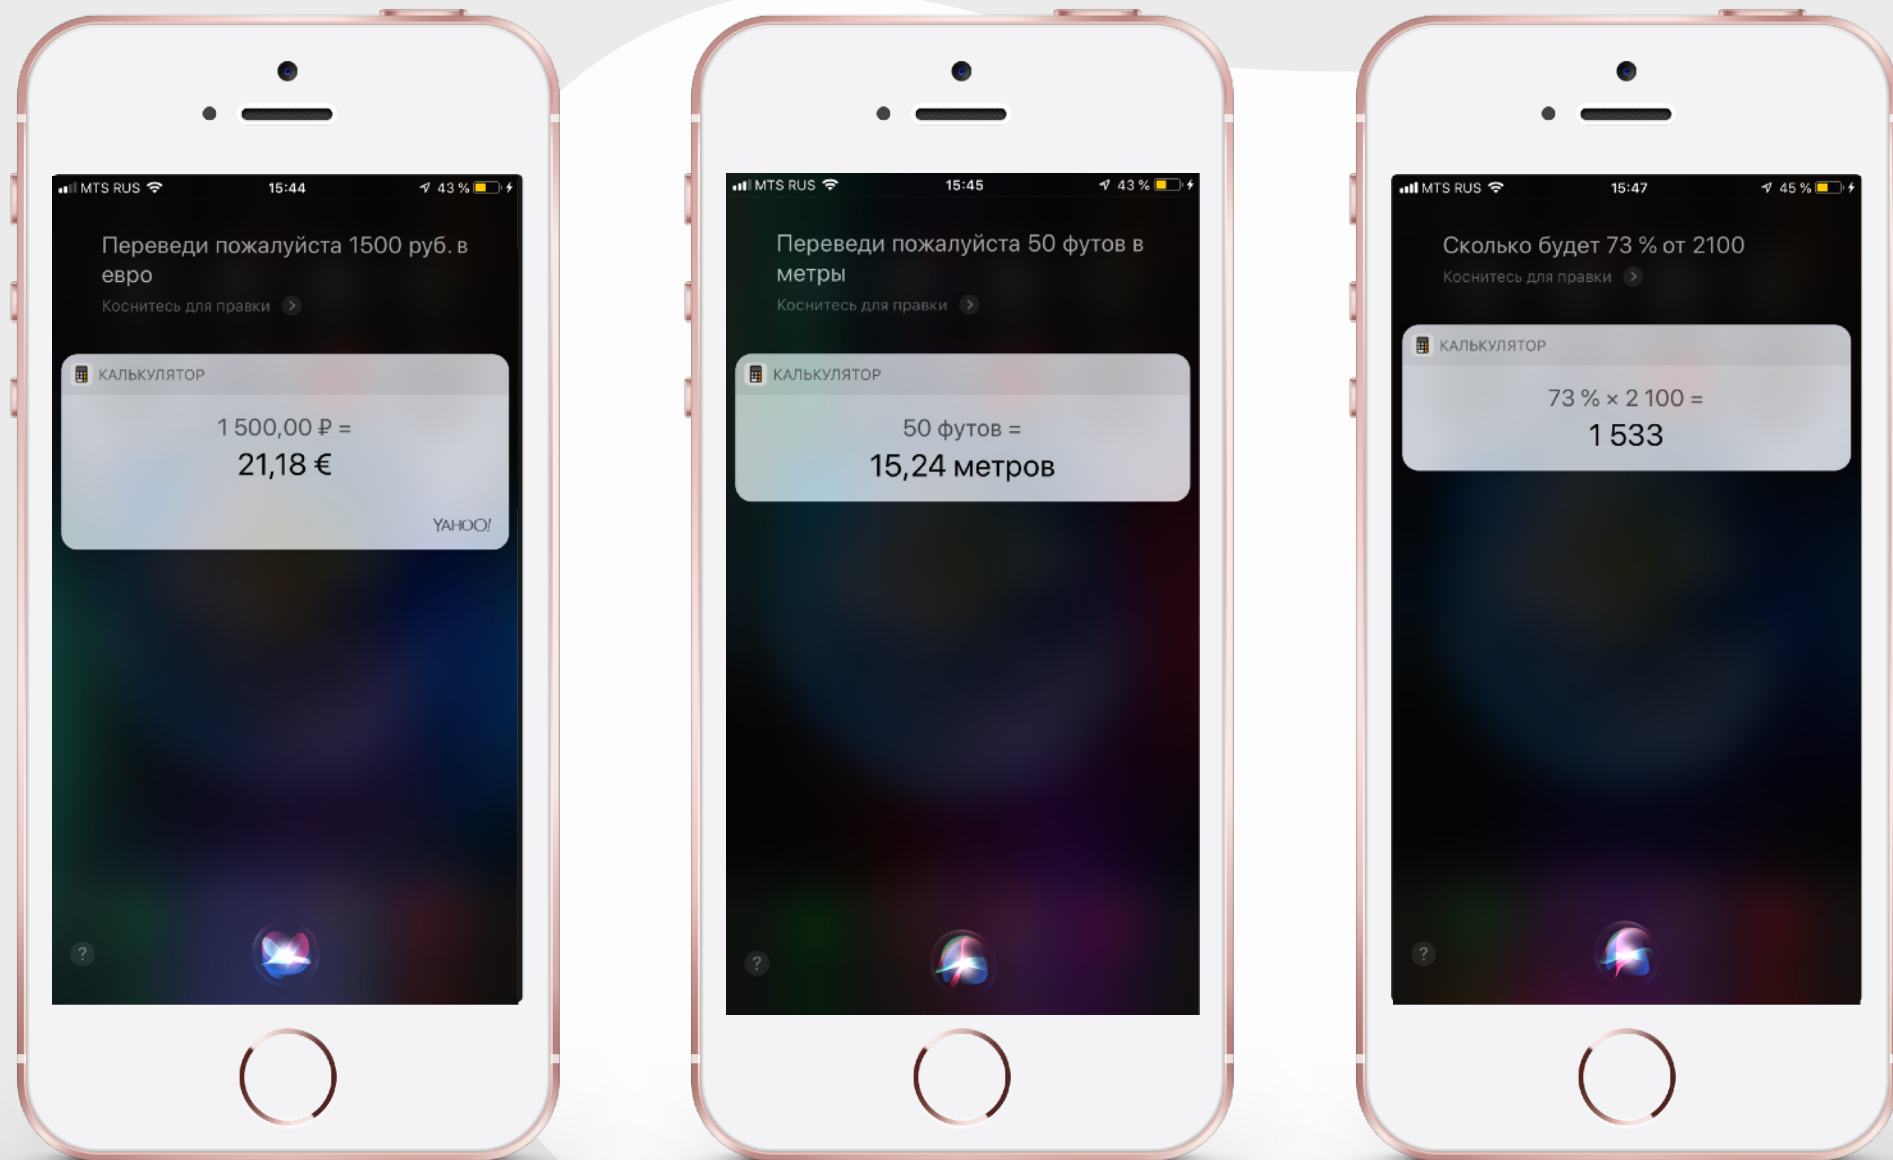 MTS RUS 15:44 43 %
Переведи пожалуйста 1500 руб. в
евро
Коснитесь для правки
КАЛЬКУЛЯТОР
1 500,00 ₽ =
21,18 €
YAHOO!
?
MTS RUS 15:45 43 %
Переведи пожалуйста 50 футов в
метры
Коснитесь для правки
КАЛЬКУЛЯТОР
50 футов =
15,24 метров
?
MTS RUS 15:47 45 %
Сколько будет 73 % от 2100
Коснитесь для правки
КАЛЬКУЛЯТОР
73 % × 2 100 =
1 533
?